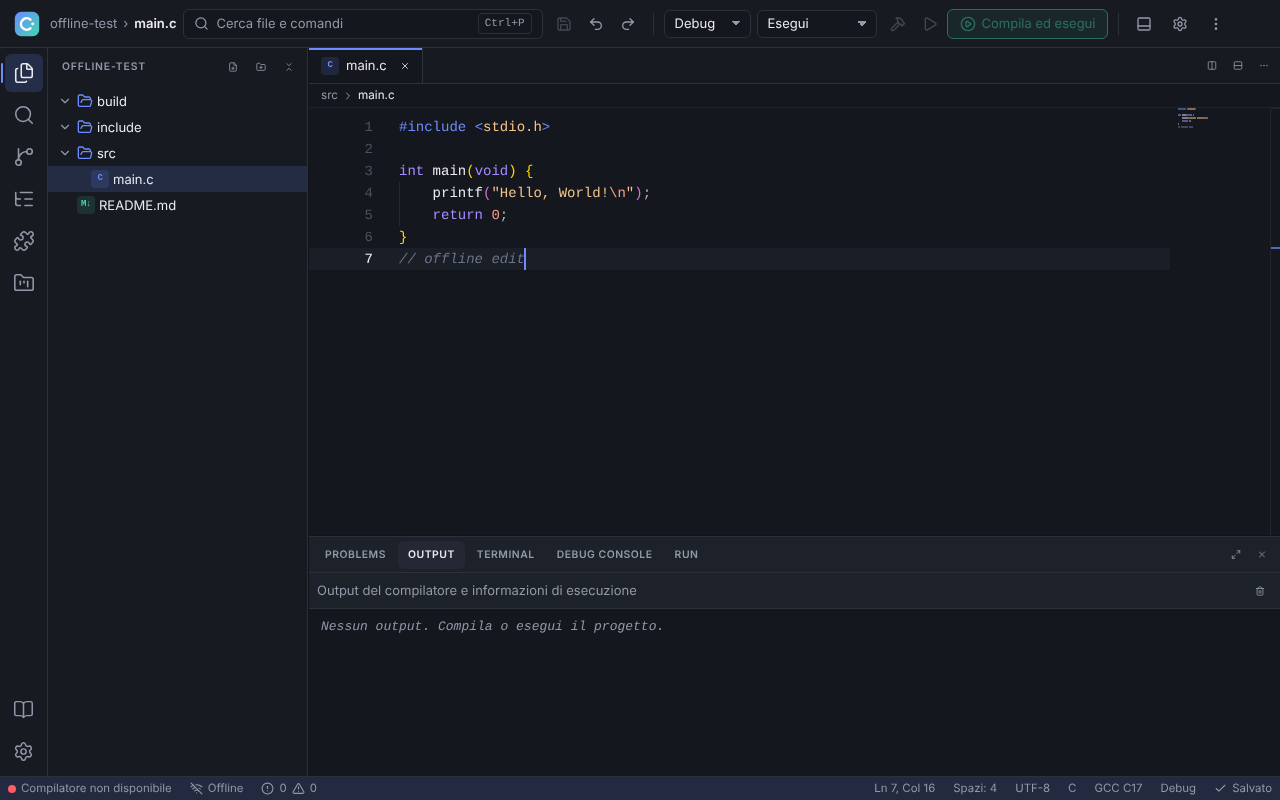 offline-test › main.c
Cerca file e comandi Ctrl+P
Debug
Esegui
Compila ed esegui
OFFLINE-TEST
build
include
src
C main.c
M↓ README.md
C main.c ×
src › main.c
1 #include <stdio.h>
2
3 int main(void) {
4 printf("Hello, World!\n");
5 return 0;
6 }
7 // offline edit
PROBLEMS OUTPUT TERMINAL DEBUG CONSOLE RUN
Output del compilatore e informazioni di esecuzione
Nessun output. Compila o esegui il progetto.
Compilatore non disponibile Offline 0 0 Ln 7, Col 16 Spazi: 4 UTF-8 C GCC C17 Debug Salvato